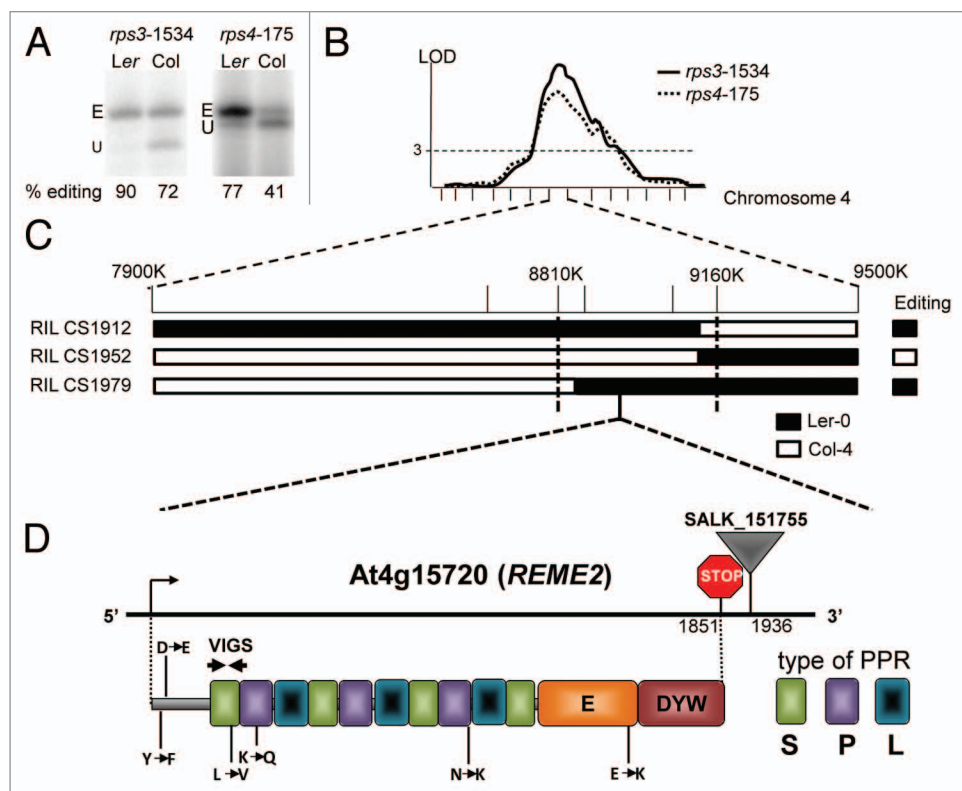 A
rps3-1534 rps4-175
Ler Col Ler Col
E
U
E
U
% editing 90 72 77 41
B
LOD
rps3-1534
rps4-175
3
Chromosome 4
C
7900K 8810K 9160K 9500K
Editing
RIL CS1912
RIL CS1952
RIL CS1979
Ler-0
Col-4
D
SALK_151755
At4g15720 (REME2)
STOP
5’ 1851 1936 3’
D→E VIGS
type of PPR
E DYW
S P L
Y→F L→V K→Q N→K E→K